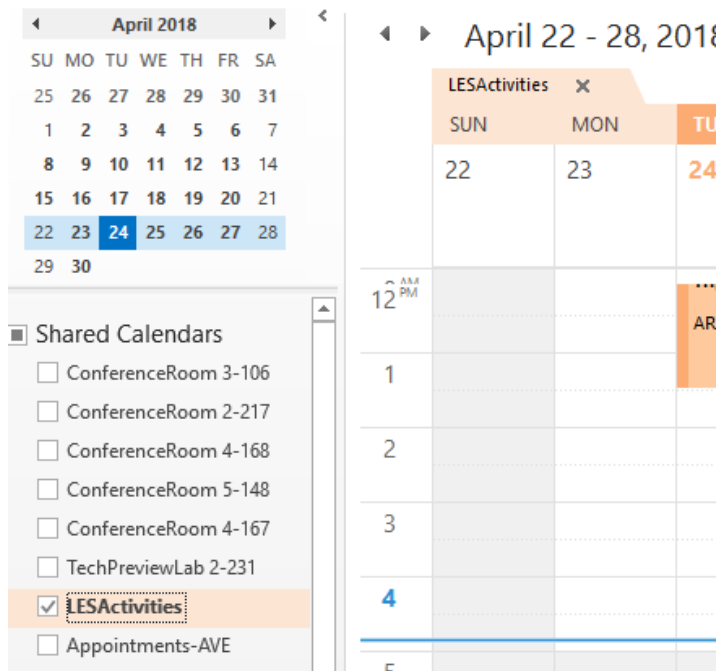 April 2018
SU MO TU WE TH FR SA
25 26 27 28 29 30 31
1 2 3 4 5 6 7
8 9 10 11 12 13 14
15 16 17 18 19 20 21
22 23 24 25 26 27 28
29 30
Shared Calendars
ConferenceRoom 3-106
ConferenceRoom 2-217
ConferenceRoom 4-168
ConferenceRoom 5-148
ConferenceRoom 4-167
TechPreviewLab 2-231
LESActivities
Appointments-AVE
April 22 - 28, 2018
LESActivities
SUN MON TU
22 23 24
12 PM
AR
1
2
3
4